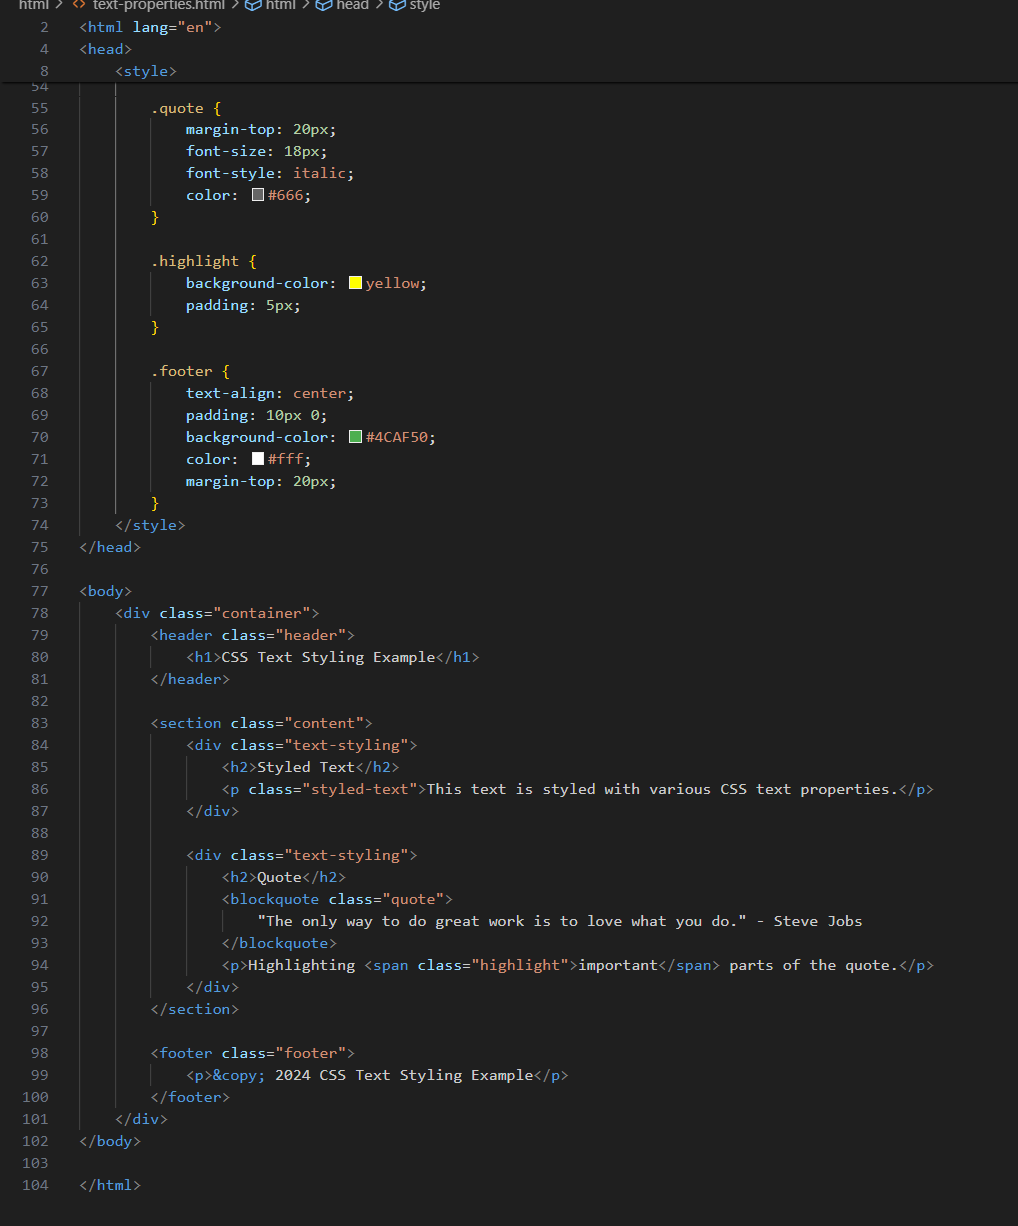 html > <> text-properties.html > html > head > style
2 <html lang="en">
4 <head>
8     <style>
54
55         .quote {
56             margin-top: 20px;
57             font-size: 18px;
58             font-style: italic;
59             color: #666;
60         }
61
62         .highlight {
63             background-color: yellow;
64             padding: 5px;
65         }
66
67         .footer {
68             text-align: center;
69             padding: 10px 0;
70             background-color: #4CAF50;
71             color: #fff;
72             margin-top: 20px;
73         }
74     </style>
75 </head>
76
77 <body>
78     <div class="container">
79         <header class="header">
80             <h1>CSS Text Styling Example</h1>
81         </header>
82
83         <section class="content">
84             <div class="text-styling">
85                 <h2>Styled Text</h2>
86                 <p class="styled-text">This text is styled with various CSS text properties.</p>
87             </div>
88
89             <div class="text-styling">
90                 <h2>Quote</h2>
91                 <blockquote class="quote">
92                     "The only way to do great work is to love what you do." - Steve Jobs
93                 </blockquote>
94                 <p>Highlighting <span class="highlight">important</span> parts of the quote.</p>
95             </div>
96         </section>
97
98         <footer class="footer">
99             <p>&copy; 2024 CSS Text Styling Example</p>
100         </footer>
101     </div>
102 </body>
103
104 </html>